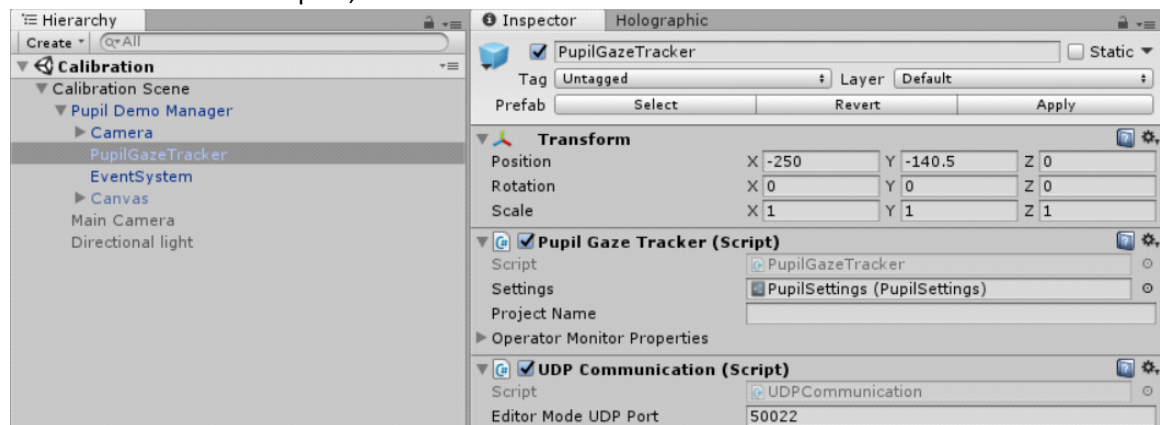 Hierarchy
Create
All
Calibration
Calibration Scene
Pupil Demo Manager
Camera
PupilGazeTracker
EventSystem
Canvas
Main Camera
Directional light
Inspector Holographic
PupilGazeTracker Static
Tag Untagged Layer Default
Prefab Select Revert Apply
Transform
Position X -250 Y -140.5 Z 0
Rotation X 0 Y 0 Z 0
Scale X 1 Y 1 Z 1
Pupil Gaze Tracker (Script)
Script PupilGazeTracker
Settings PupilSettings (PupilSettings)
Project Name
Operator Monitor Properties
UDP Communication (Script)
Script UDPCommunication
Editor Mode UDP Port 50022